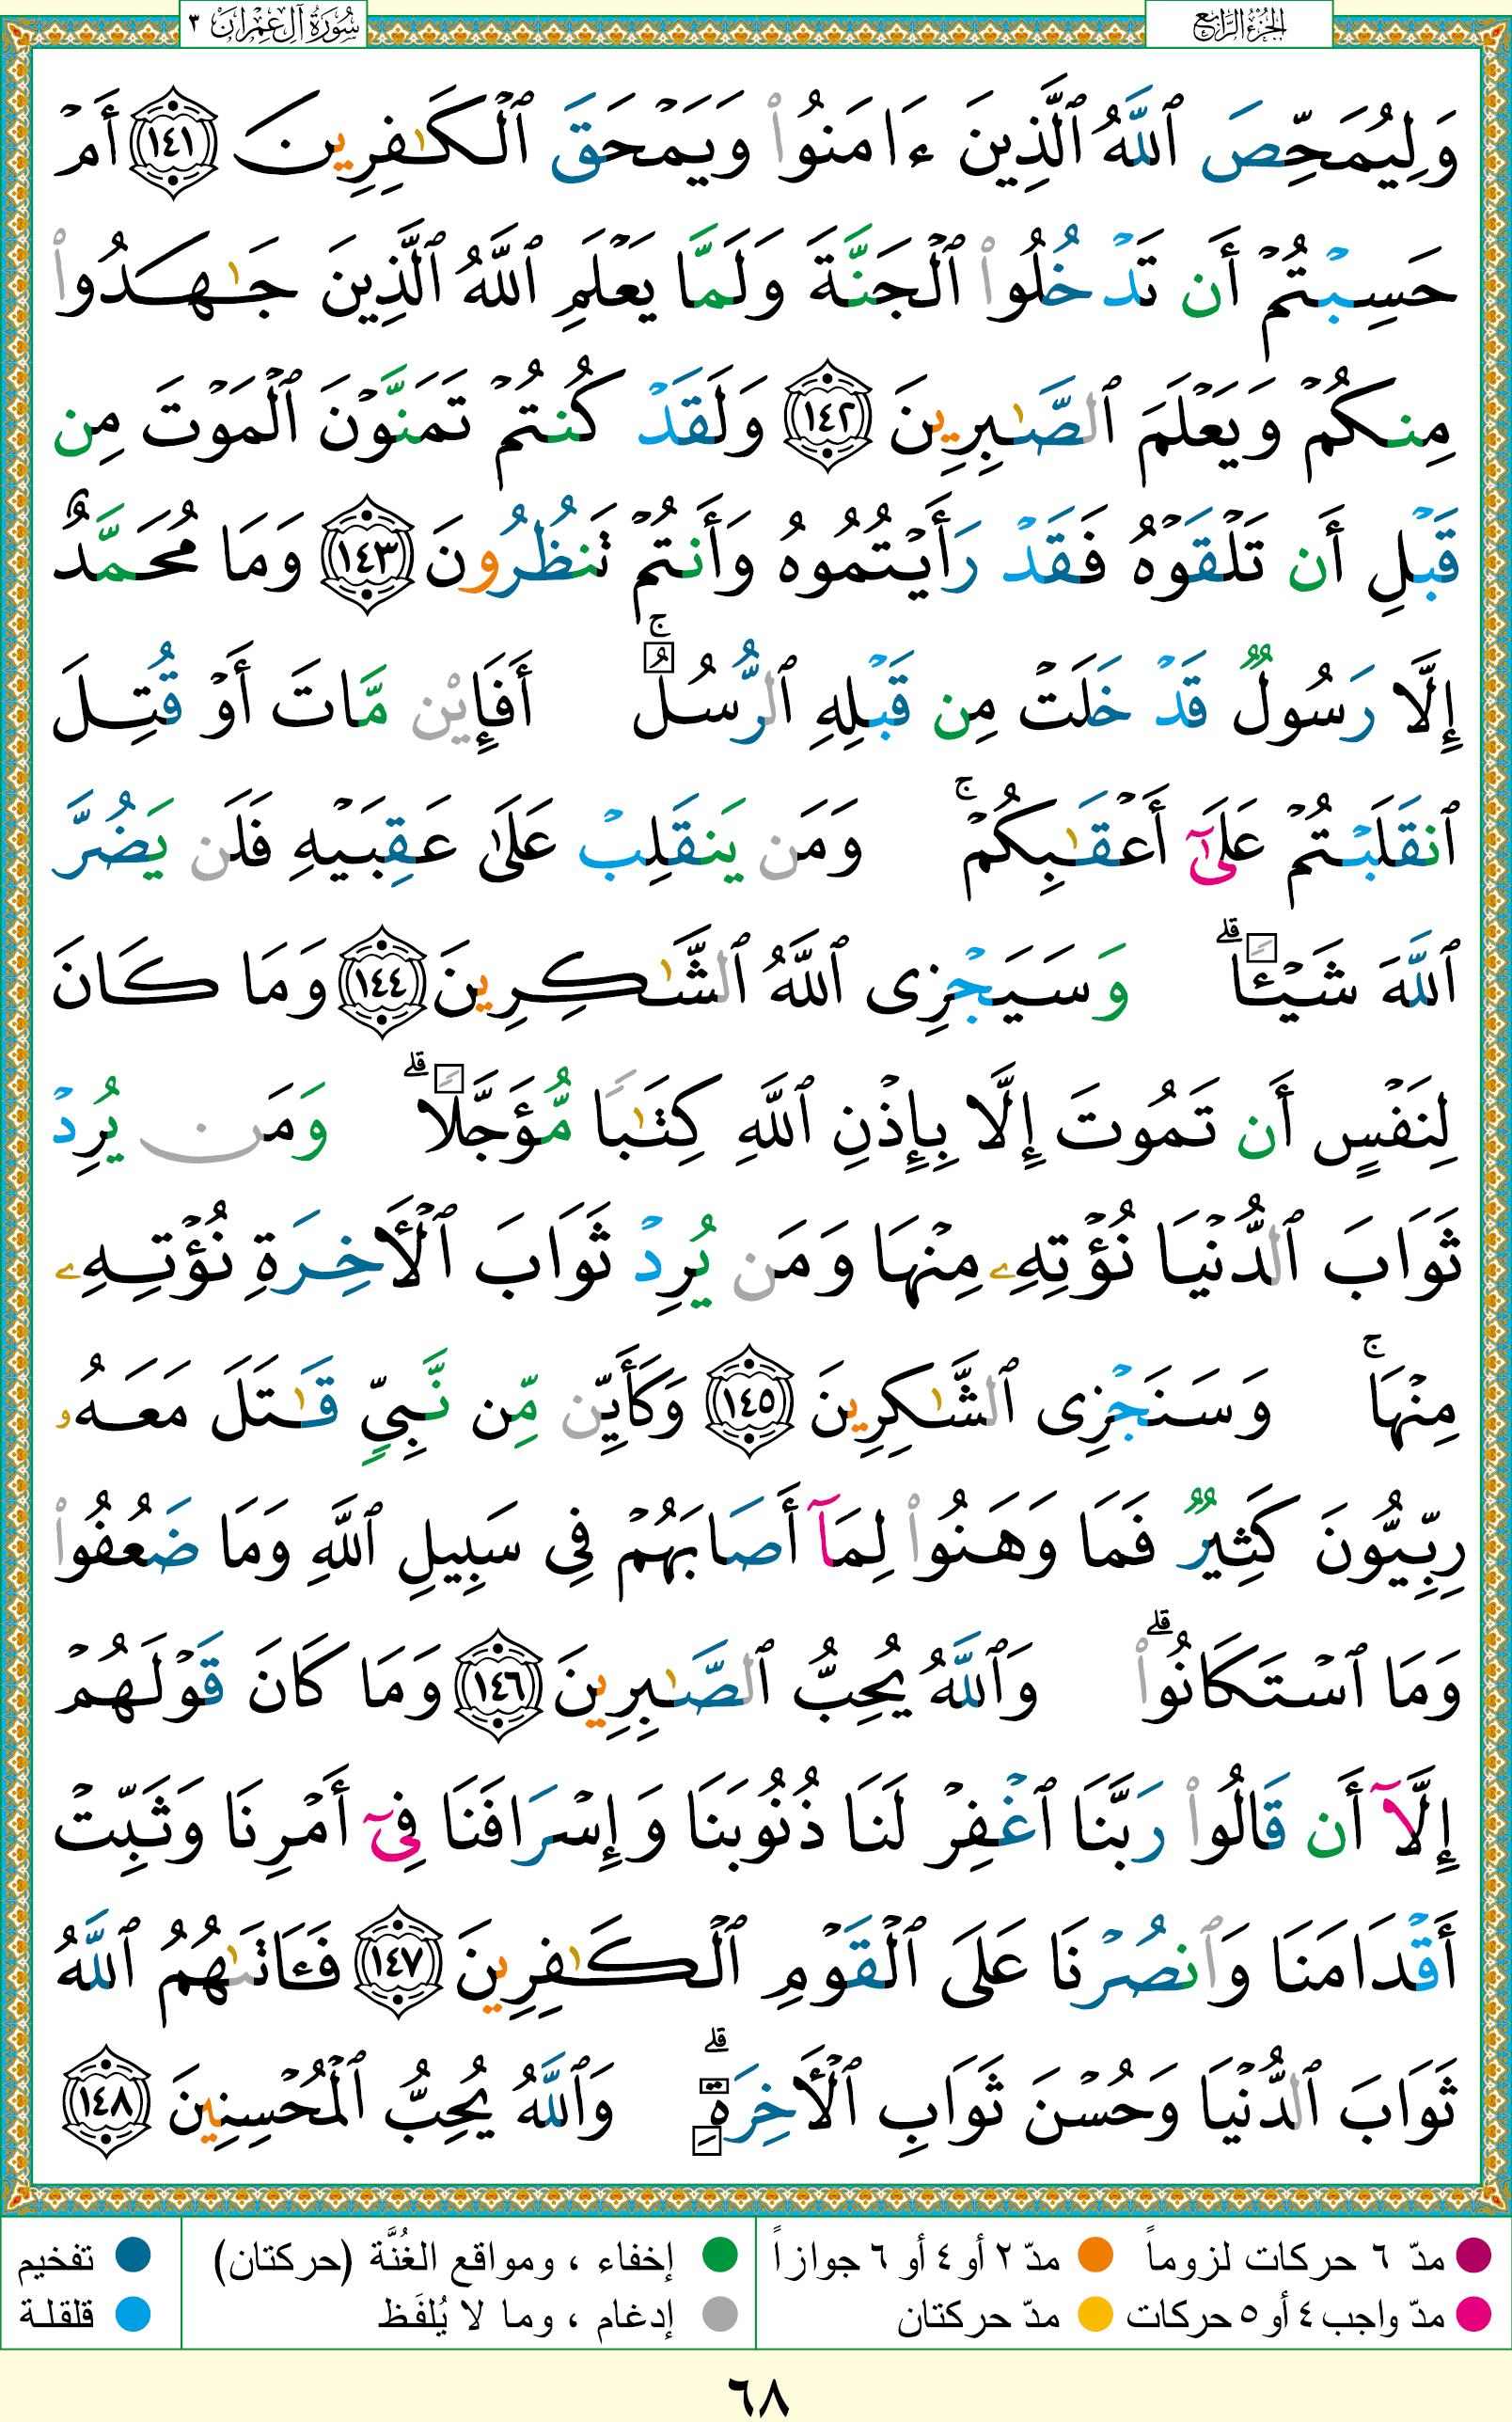 الجزء الرابع
سورة آل عمران ٣
وَلِيُمَحِّصَ ٱللَّهُ ٱلَّذِينَ ءَامَنُوا۟ وَيَمْحَقَ ٱلْكَٰفِرِينَ ١٤١ أَمْ
حَسِبْتُمْ أَن تَدْخُلُوا۟ ٱلْجَنَّةَ وَلَمَّا يَعْلَمِ ٱللَّهُ ٱلَّذِينَ جَٰهَدُوا۟
مِنكُمْ وَيَعْلَمَ ٱلصَّٰبِرِينَ ١٤٢ وَلَقَدْ كُنتُمْ تَمَنَّوْنَ ٱلْمَوْتَ مِن
قَبْلِ أَن تَلْقَوْهُ فَقَدْ رَأَيْتُمُوهُ وَأَنتُمْ تَنظُرُونَ ١٤٣ وَمَا مُحَمَّدٌ
إِلَّا رَسُولٌ قَدْ خَلَتْ مِن قَبْلِهِ ٱلرُّسُلُ ۚ أَفَإِي۟ن مَّاتَ أَوْ قُتِلَ
ٱنقَلَبْتُمْ عَلَىٰٓ أَعْقَٰبِكُمْ ۚ وَمَن يَنقَلِبْ عَلَىٰ عَقِبَيْهِ فَلَن يَضُرَّ
ٱللَّهَ شَيْـًٔا ۗ وَسَيَجْزِى ٱللَّهُ ٱلشَّٰكِرِينَ ١٤٤ وَمَا كَانَ
لِنَفْسٍ أَن تَمُوتَ إِلَّا بِإِذْنِ ٱللَّهِ كِتَٰبًا مُّؤَجَّلًا ۗ وَمَن يُرِدْ
ثَوَابَ ٱلدُّنْيَا نُؤْتِهِۦ مِنْهَا وَمَن يُرِدْ ثَوَابَ ٱلْأَخِرَةِ نُؤْتِهِۦ
مِنْهَا ۚ وَسَنَجْزِى ٱلشَّٰكِرِينَ ١٤٥ وَكَأَيِّن مِّن نَّبِىٍّ قَٰتَلَ مَعَهُۥ
رِبِّيُّونَ كَثِيرٌ فَمَا وَهَنُوا۟ لِمَآ أَصَابَهُمْ فِى سَبِيلِ ٱللَّهِ وَمَا ضَعُفُوا۟
وَمَا ٱسْتَكَانُوا۟ ۗ وَٱللَّهُ يُحِبُّ ٱلصَّٰبِرِينَ ١٤٦ وَمَا كَانَ قَوْلَهُمْ
إِلَّآ أَن قَالُوا۟ رَبَّنَا ٱغْفِرْ لَنَا ذُنُوبَنَا وَإِسْرَافَنَا فِىٓ أَمْرِنَا وَثَبِّتْ
أَقْدَامَنَا وَٱنصُرْنَا عَلَى ٱلْقَوْمِ ٱلْكَٰفِرِينَ ١٤٧ فَـَٔاتَىٰهُمُ ٱللَّهُ
ثَوَابَ ٱلدُّنْيَا وَحُسْنَ ثَوَابِ ٱلْأَخِرَةِ ۗ وَٱللَّهُ يُحِبُّ ٱلْمُحْسِنِينَ ١٤٨
مدّ ٦ حركات لزوماً مدّ ٢ أو ٤ أو ٦ جوازاً إخفاء ، ومواقع الغُنَّة (حركتان) تفخيم
مدّ واجب ٤ أو ٥ حركات مدّ حركتان إدغام ، وما لا يُلفَظ قلقلة
٦٨